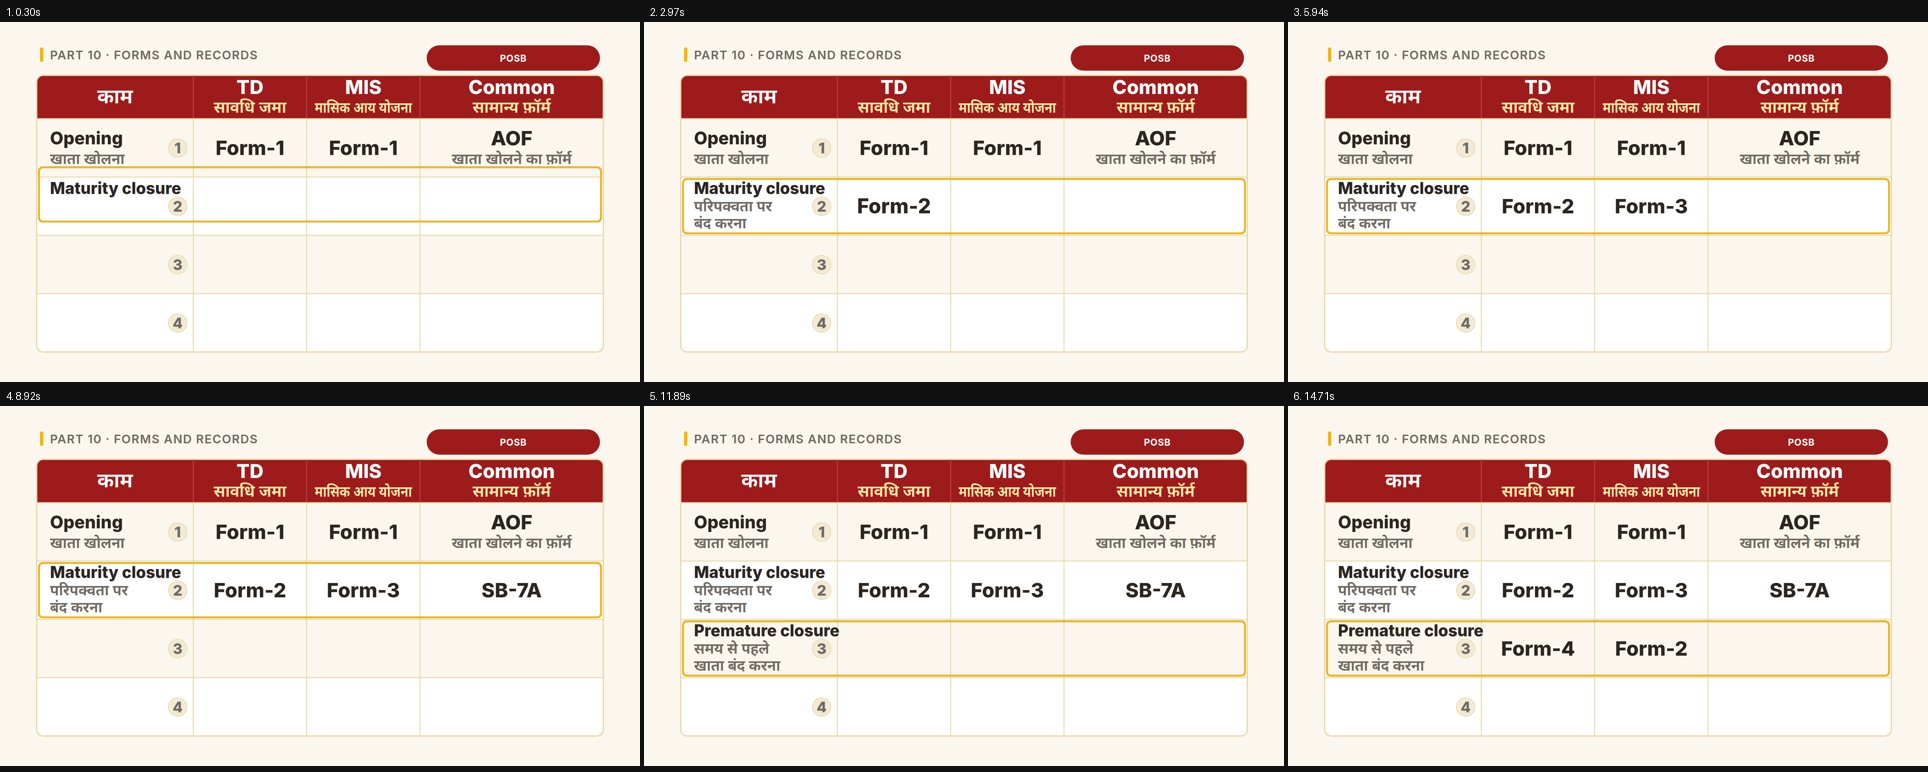 1. 0.30s
PART 10 · FORMS AND RECORDS
POSB
काम
TD
सावधि जमा
MIS
मासिक आय योजना
Common
सामान्य फ़ॉर्म
Opening
खाता खोलना
1
Form-1
Form-1
AOF
खाता खोलने का फ़ॉर्म
Maturity closure
2
3
4
2. 2.97s
PART 10 · FORMS AND RECORDS
POSB
काम
TD
सावधि जमा
MIS
मासिक आय योजना
Common
सामान्य फ़ॉर्म
Opening
खाता खोलना
1
Form-1
Form-1
AOF
खाता खोलने का फ़ॉर्म
Maturity closure
परिपक्वता पर
बंद करना
2
Form-2
3
4
3. 5.94s
PART 10 · FORMS AND RECORDS
POSB
काम
TD
सावधि जमा
MIS
मासिक आय योजना
Common
सामान्य फ़ॉर्म
Opening
खाता खोलना
1
Form-1
Form-1
AOF
खाता खोलने का फ़ॉर्म
Maturity closure
परिपक्वता पर
बंद करना
2
Form-2
Form-3
3
4
4. 8.92s
PART 10 · FORMS AND RECORDS
POSB
काम
TD
सावधि जमा
MIS
मासिक आय योजना
Common
सामान्य फ़ॉर्म
Opening
खाता खोलना
1
Form-1
Form-1
AOF
खाता खोलने का फ़ॉर्म
Maturity closure
परिपक्वता पर
बंद करना
2
Form-2
Form-3
SB-7A
3
4
5. 11.89s
PART 10 · FORMS AND RECORDS
POSB
काम
TD
सावधि जमा
MIS
मासिक आय योजना
Common
सामान्य फ़ॉर्म
Opening
खाता खोलना
1
Form-1
Form-1
AOF
खाता खोलने का फ़ॉर्म
Maturity closure
परिपक्वता पर
बंद करना
2
Form-2
Form-3
SB-7A
Premature closure
समय से पहले
खाता बंद करना
3
4
6. 14.71s
PART 10 · FORMS AND RECORDS
POSB
काम
TD
सावधि जमा
MIS
मासिक आय योजना
Common
सामान्य फ़ॉर्म
Opening
खाता खोलना
1
Form-1
Form-1
AOF
खाता खोलने का फ़ॉर्म
Maturity closure
परिपक्वता पर
बंद करना
2
Form-2
Form-3
SB-7A
Premature closure
समय से पहले
खाता बंद करना
3
Form-4
Form-2
4